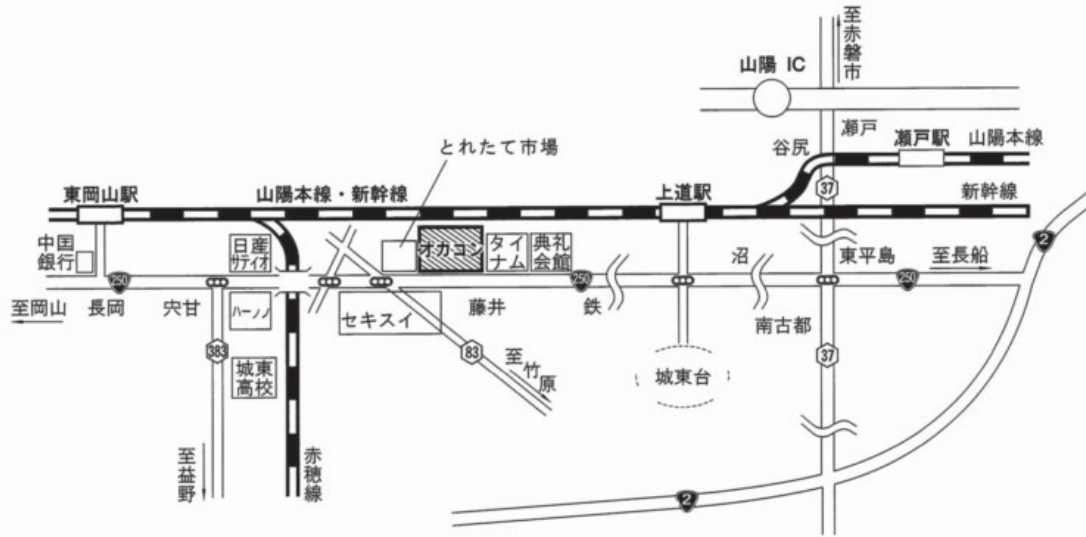 至赤磐市
山陽 IC
瀬戸
谷尻
瀬戸駅
山陽本線
とれたて市場
37
東岡山駅
山陽本線・新幹線
上道駅
新幹線
中国
銀行
日産
サティオ
オカコン
タイ
ナム
典礼
会館
沼
東平島
至長船
2
250
250
250
至岡山
長岡
宍甘
ハーノノ
セキスイ
藤井
鉄
南古都
383
83
37
至竹原
城東
高校
城東台
至益野
赤穂線
2